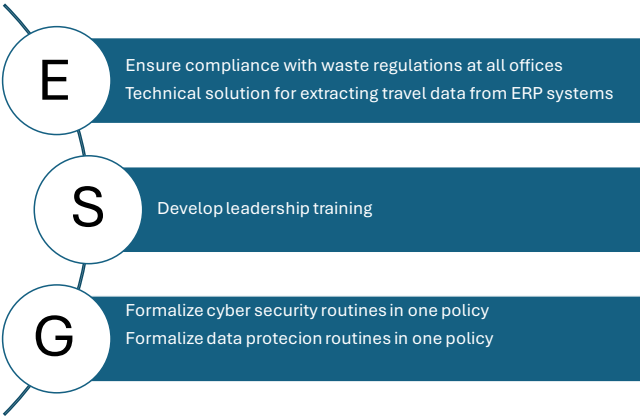 E
Ensure compliance with waste regulations at all offices
Technical solution for extracting travel data from ERP systems
S
Develop leadership training
G
Formalize cyber security routines in one policy
Formalize data protecion routines in one policy